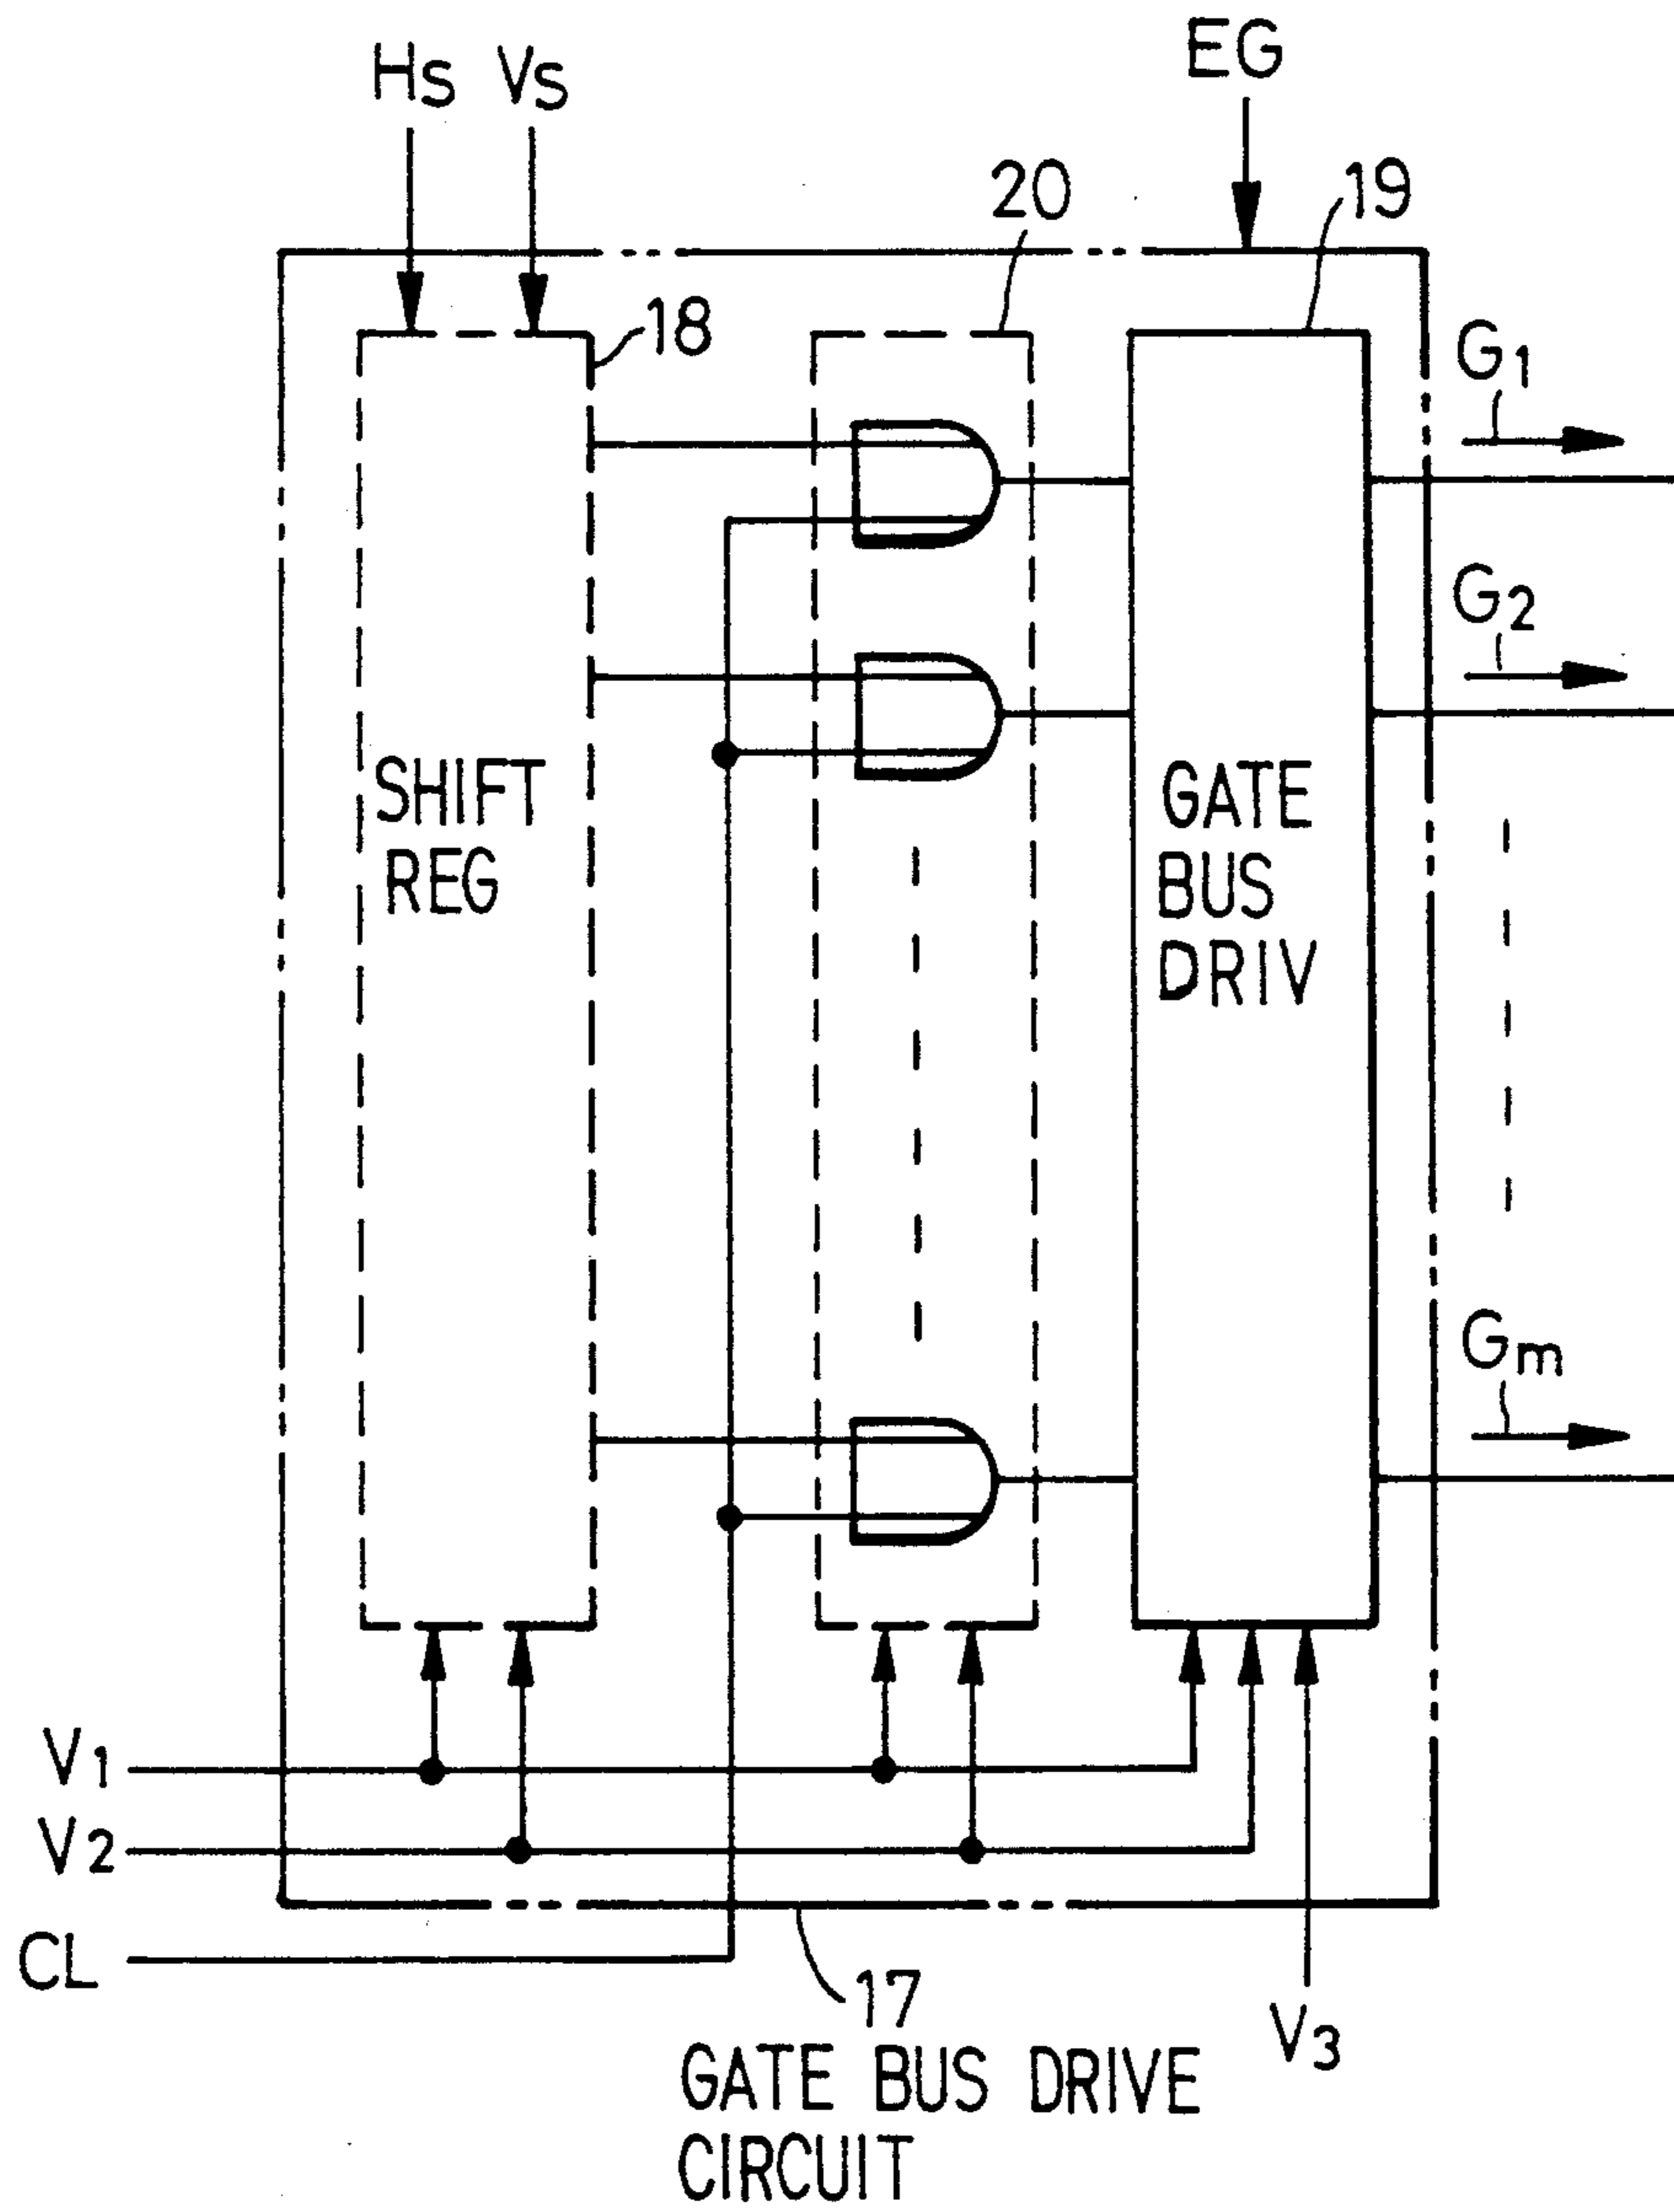 HS VS
EG
20
19
18
G1
G2
SHIFT
REG
GATE
BUS
DRIV
Gm
V1
V2
CL
17
V3
GATE BUS DRIVE
CIRCUIT